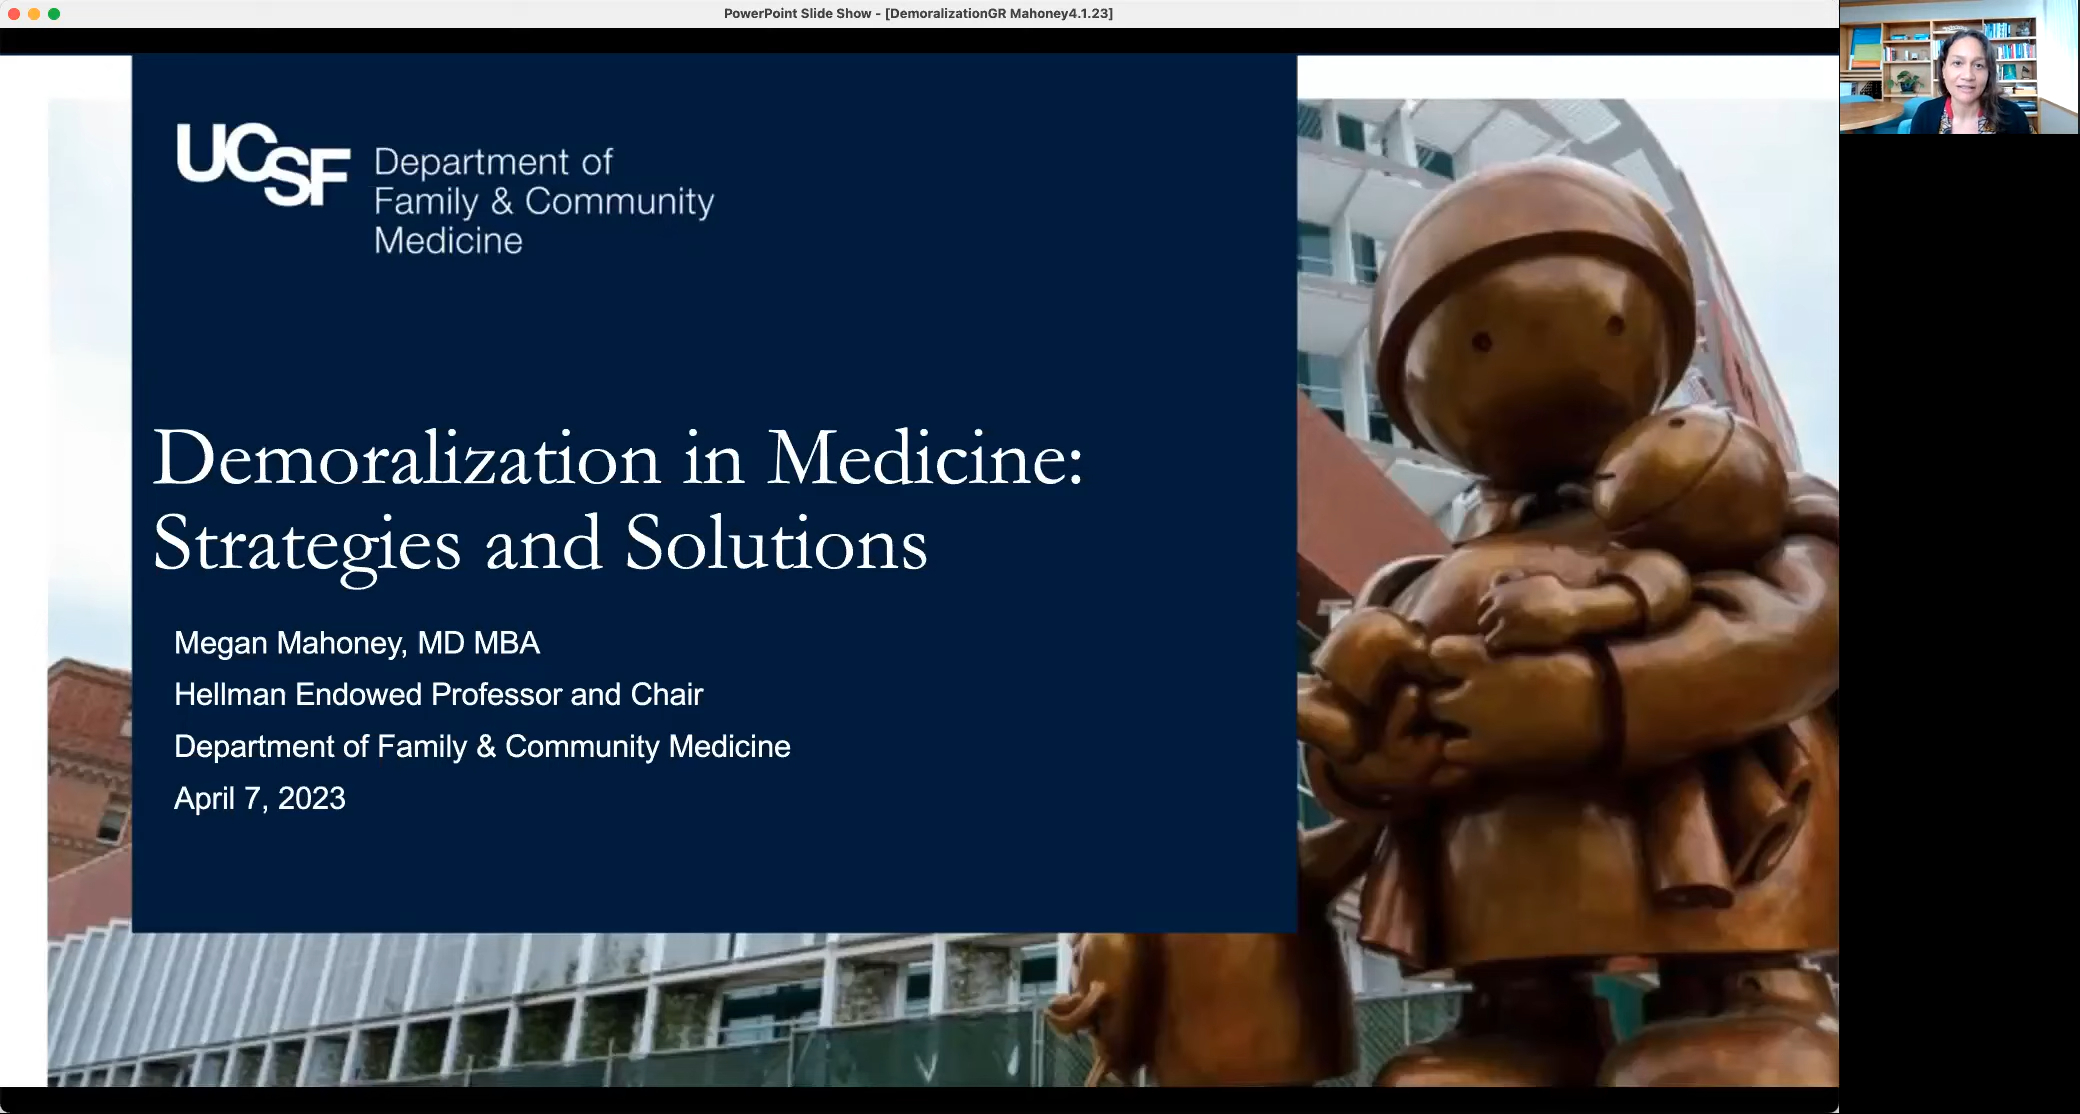 PowerPoint Slide Show - [DemoralizationGR Mahoney4.1.23]
UCSF
Department of
Family & Community
Medicine
Demoralization in Medicine:
Strategies and Solutions
Megan Mahoney, MD MBA
Hellman Endowed Professor and Chair
Department of Family & Community Medicine
April 7, 2023